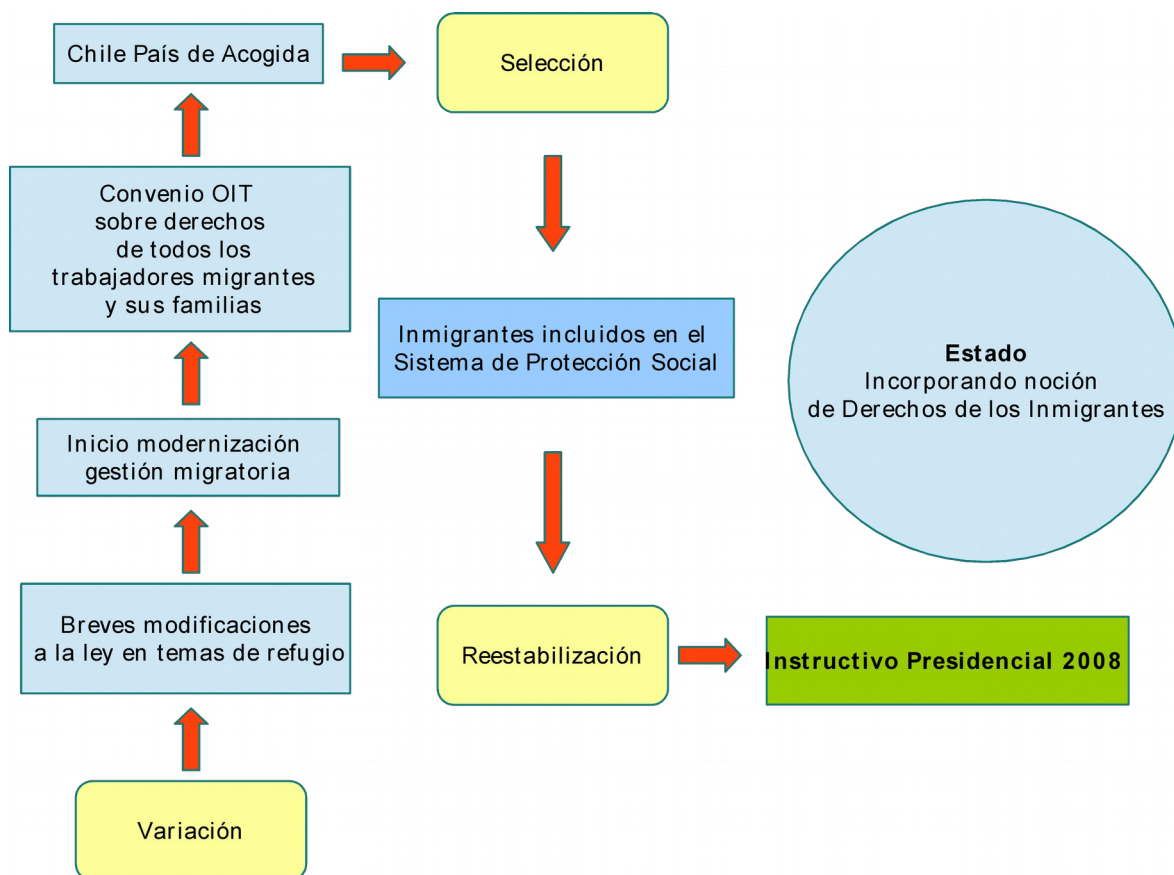 Chile País de Acogida
Selección
Convenio OIT
sobre derechos
de todos los
trabajadores migrantes
y sus familias
Inmigrantes incluidos en el
Sistema de Protección Social
Estado
Incorporando noción
de Derechos de los Inmigrantes
Inicio modernización
gestión migratoria
Breves modificaciones
a la ley en temas de refugio
Reestabilización
Instructivo Presidencial 2008
Variación